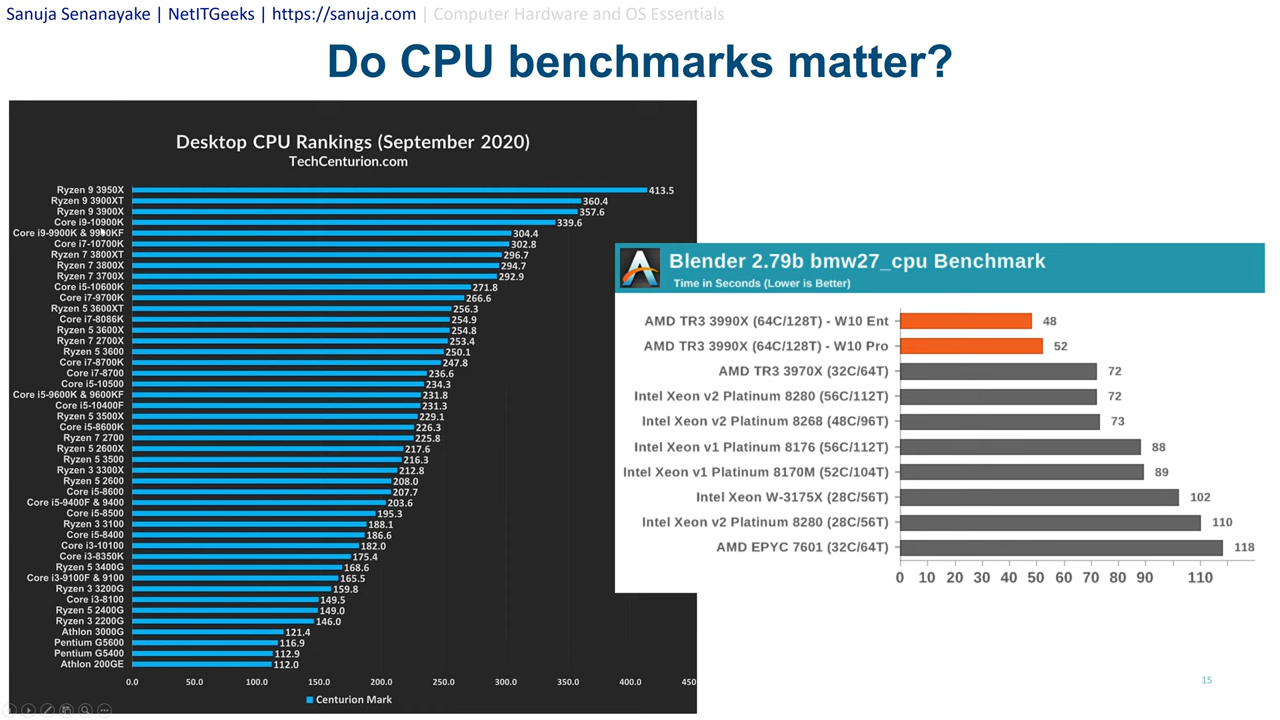 Sanuja Senanayake | NetITGeeks | https://sanuja.com | Computer Hardware and OS Essentials
Do CPU benchmarks matter?
Desktop CPU Rankings (September 2020)
TechCenturion.com
Ryzen 9 3950X 413.5
Ryzen 9 3900XT 360.4
Ryzen 9 3900X 357.6
Core i9-10900K 339.6
Core i9-9900K & 9900KF 304.4
Core i7-10700K 302.8
Ryzen 7 3800XT 296.7
Ryzen 7 3800X 294.7
Ryzen 7 3700X 292.9
Core i5-10600K 271.8
Core i7-9700K 266.6
Ryzen 5 3600XT 256.3
Core i7-8086K 254.9
Ryzen 5 3600X 254.8
Ryzen 7 2700X 253.4
Ryzen 5 3600 250.1
Core i7-8700K 247.8
Core i7-8700 236.6
Core i5-10500 234.3
Core i5-9600K & 9600KF 231.8
Core i5-10400F 231.3
Ryzen 5 3500X 229.1
Core i5-8600K 226.3
Ryzen 7 2700 225.8
Ryzen 5 2600X 217.6
Ryzen 5 3500 216.3
Ryzen 3 3300X 212.8
Ryzen 5 2600 208.0
Core i5-8600 207.7
Core i5-9400F & 9400 203.6
Core i5-8500 195.3
Ryzen 3 3100 188.1
Core i5-8400 186.6
Core i3-10100 182.0
Core i3-8350K 175.4
Ryzen 5 3400G 168.6
Core i3-9100F & 9100 165.5
Ryzen 3 3200G 159.8
Core i3-8100 149.5
Ryzen 5 2400G 149.0
Ryzen 3 2200G 146.0
Athlon 3000G 121.4
Pentium G5600 116.9
Pentium G5400 112.9
Athlon 200GE 112.0
0.0 50.0 100.0 150.0 200.0 250.0 300.0 350.0 400.0 450
Centurion Mark
Blender 2.79b bmw27_cpu Benchmark
Time in Seconds (Lower is Better)
AMD TR3 3990X (64C/128T) - W10 Ent 48
AMD TR3 3990X (64C/128T) - W10 Pro 52
AMD TR3 3970X (32C/64T) 72
Intel Xeon v2 Platinum 8280 (56C/112T) 72
Intel Xeon v2 Platinum 8268 (48C/96T) 73
Intel Xeon v1 Platinum 8176 (56C/112T) 88
Intel Xeon v1 Platinum 8170M (52C/104T) 89
Intel Xeon W-3175X (28C/56T) 102
Intel Xeon v2 Platinum 8280 (28C/56T) 110
AMD EPYC 7601 (32C/64T) 118
0 10 20 30 40 50 60 70 80 90 110
15